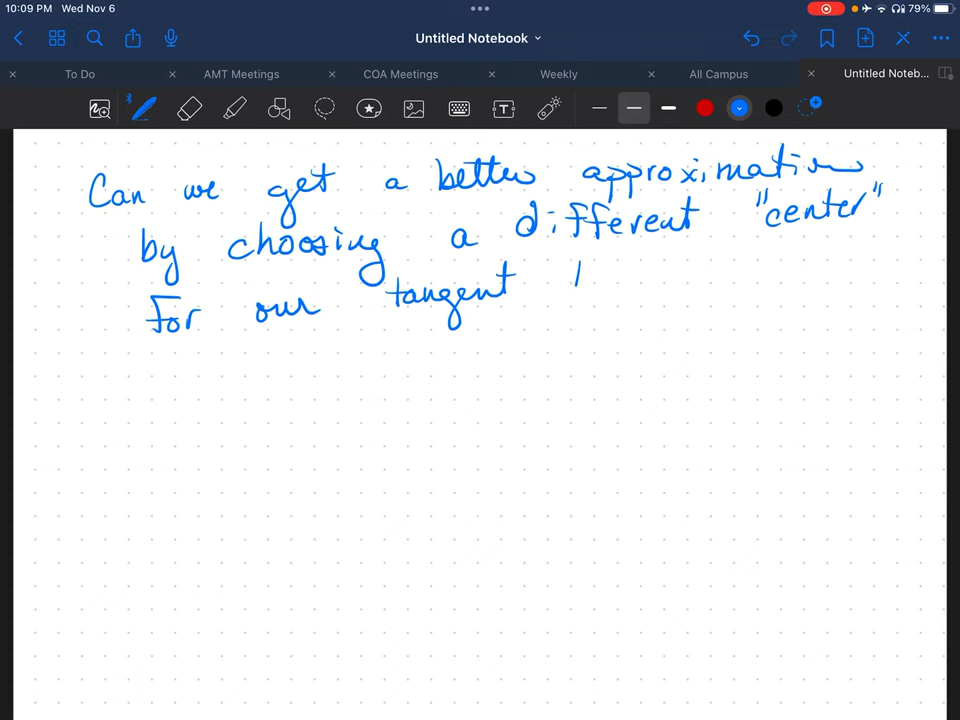 10:09 PM Wed Nov 6 79%
Untitled Notebook
To Do AMT Meetings COA Meetings Weekly All Campus Untitled Noteb...
Can we get a better approximation
by choosing a different "center"
for our tangent l